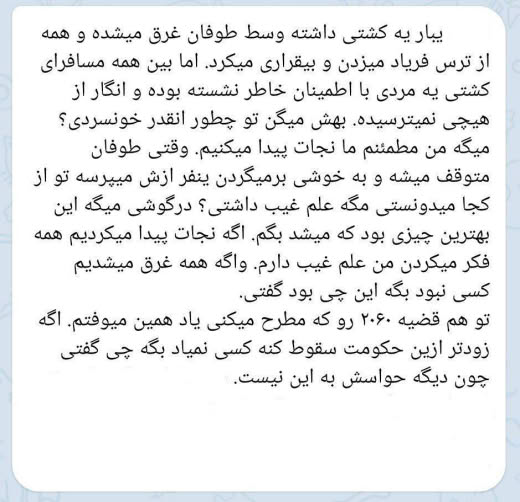 یبار یه کشتی داشته وسط طوفان غرق میشده و همه
از ترس فریاد میزدن و بیقراری میکرد. اما بین همه مسافرای
کشتی یه مردی با اطمینان خاطر نشسته بوده و انگار از
هیچی نمیترسیده. بهش میگن تو چطور انقدر خونسردی؟
میگه من مطمئنم ما نجات پیدا میکنیم. وقتی طوفان
متوقف میشه و به خوشی برمیگردن ینفر ازش میپرسه تو از
کجا میدونستی مگه علم غیب داشتی؟ درگوشی میگه این
بهترین چیزی بود که میشد بگم. اگه نجات پیدا میکردیم همه
فکر میکردن من علم غیب دارم. واگه همه غرق میشدیم
کسی نبود بگه این چی بود گفتی.
تو هم قضیه ۲۰۶۰ رو که مطرح میکنی یاد همین میوفتم. اگه
زودتر ازین حکومت سقوط کنه کسی نمیاد بگه چی گفتی
چون دیگه حواسش به این نیست.